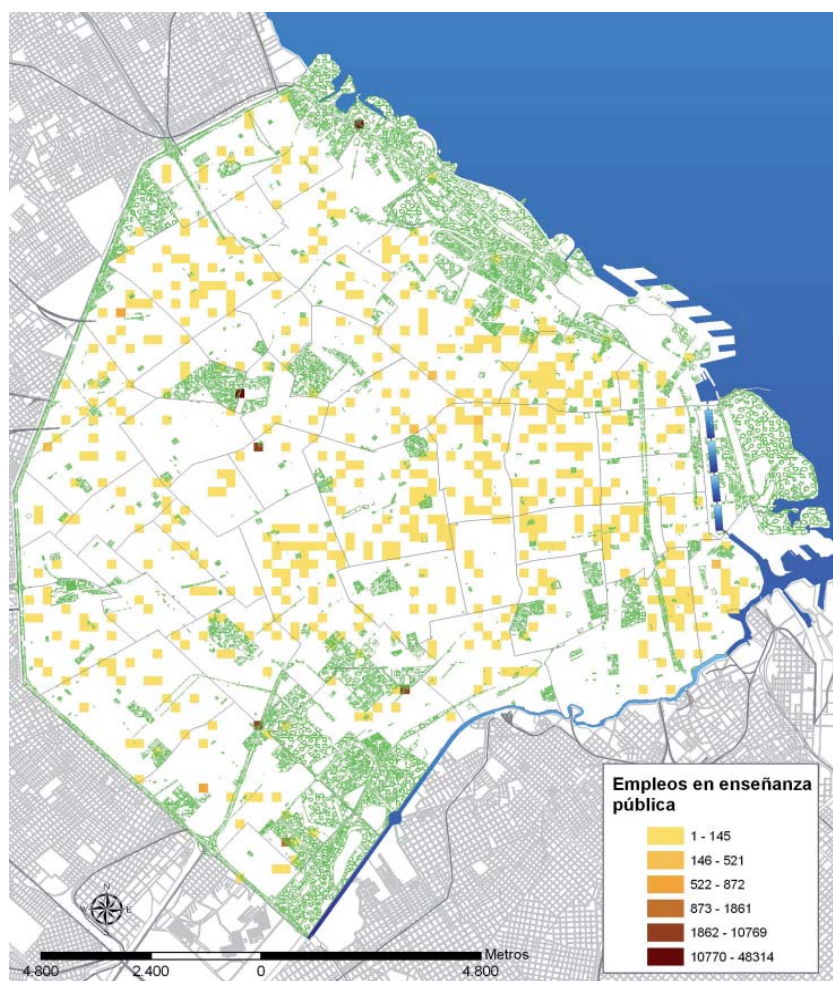 N
W
E
S
Metros
4.800
2.400
0
4.800
Empleos en enseñanza
pública
1 - 145
146 - 521
522 - 872
873 - 1861
1862 - 10769
10770 - 48314